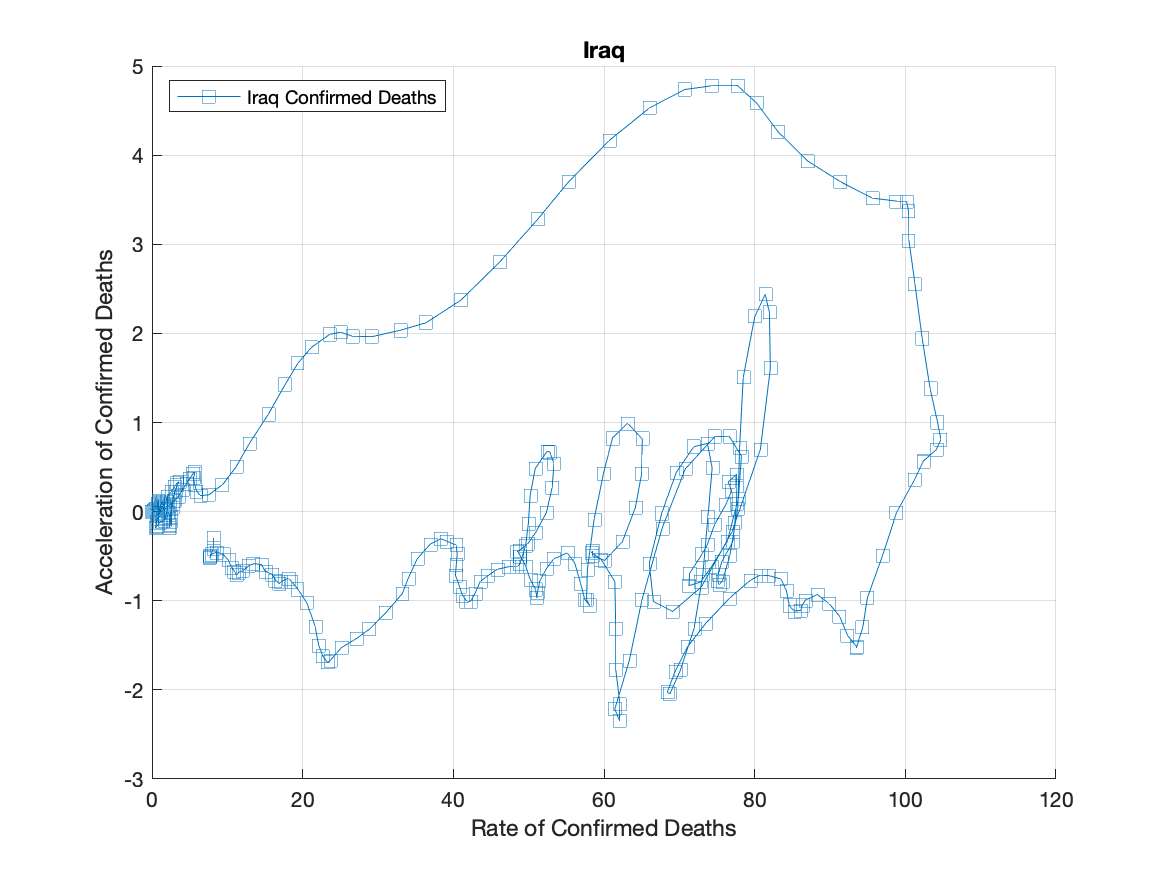 Iraq
Iraq Confirmed Deaths
5
4
3
2
1
0
-1
-2
-3
Acceleration of Confirmed Deaths
0 20 40 60 80 100 120
Rate of Confirmed Deaths